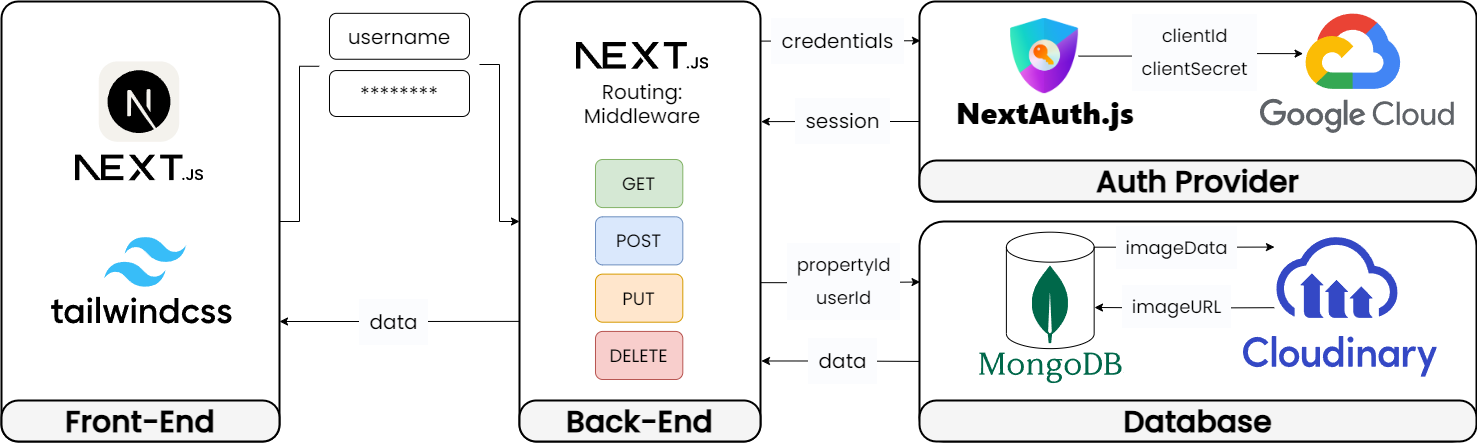 N
NEXT.JS
tailwindcss
Front-End
username
********
data
NEXT.JS
Routing:
Middleware
GET
POST
PUT
DELETE
Back-End
credentials
session
propertyId
userId
data
NextAuth.js
clientId
clientSecret
Google Cloud
Auth Provider
MongoDB
imageData
imageURL
Cloudinary
Database